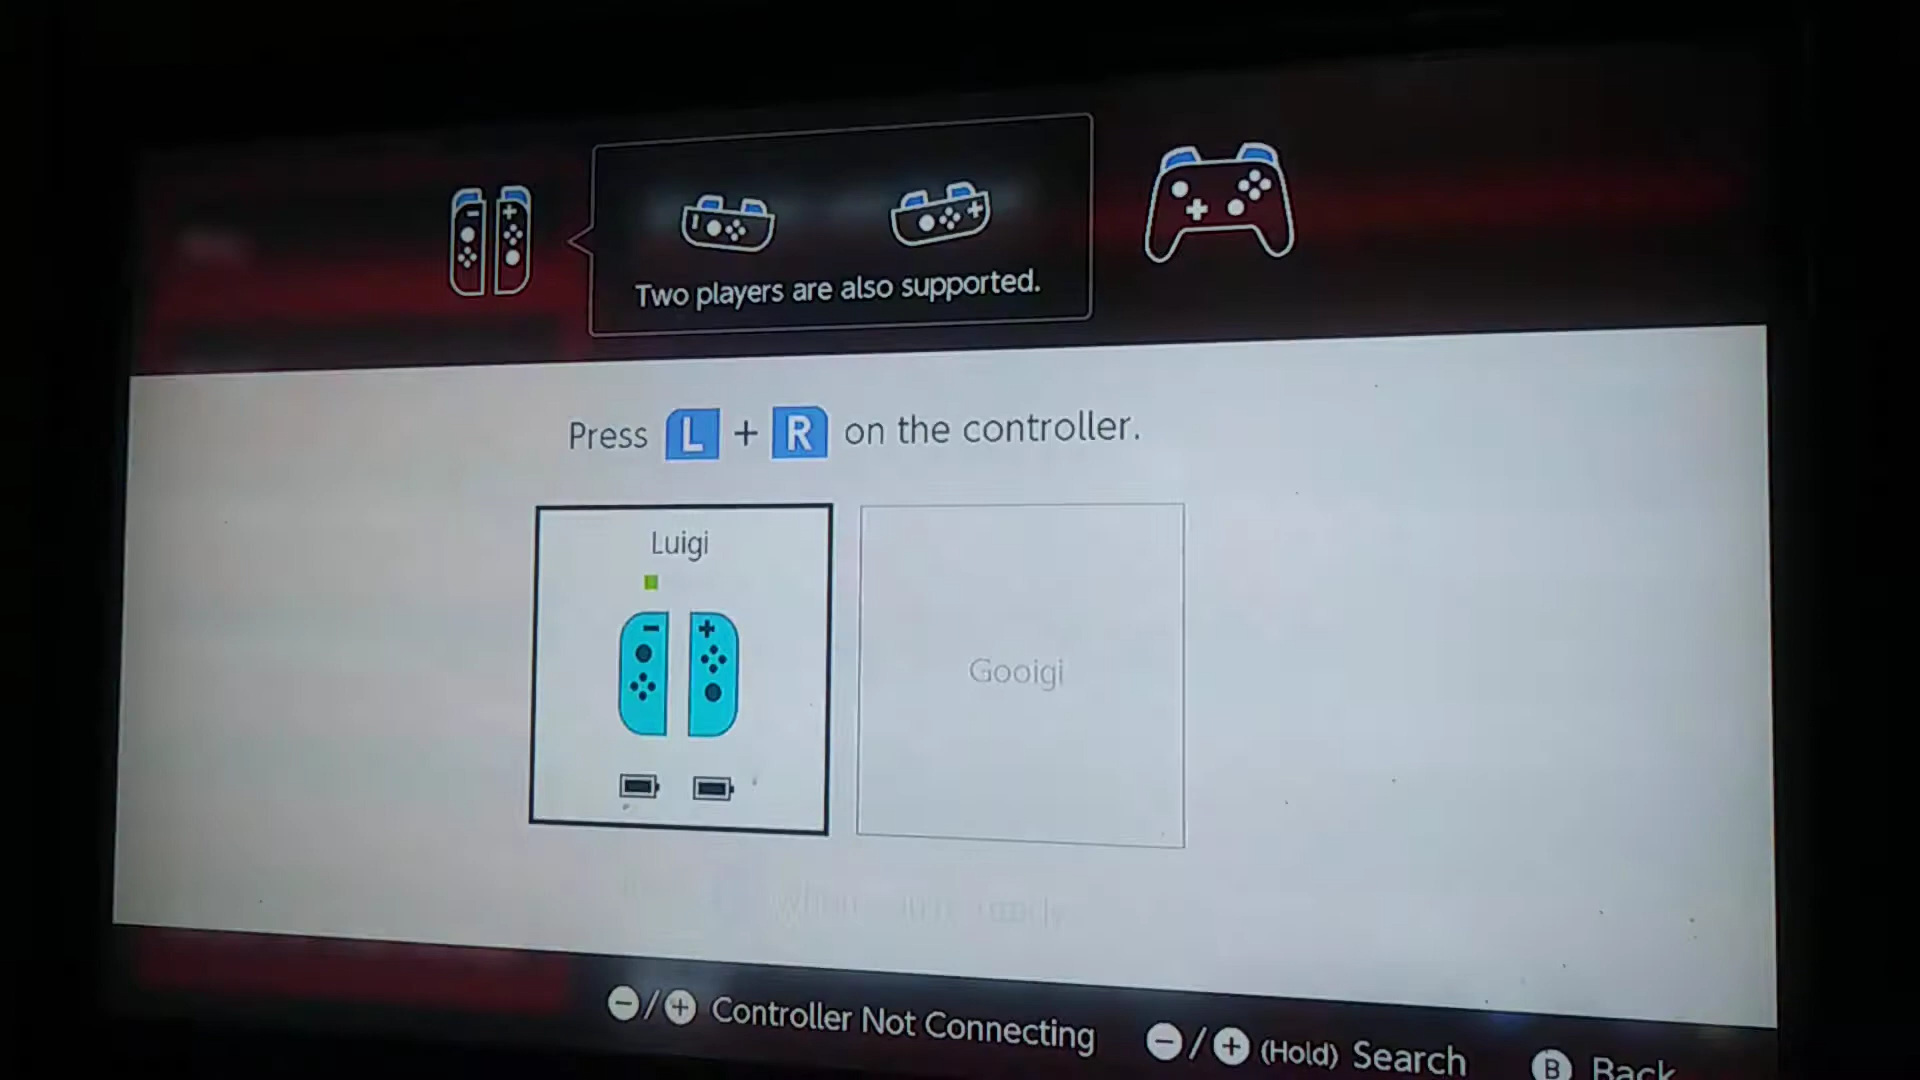 Two players are also supported.
Press L + R on the controller.
Luigi
Gooigi
−/+ Controller Not Connecting −/+ (Hold) Search B Back